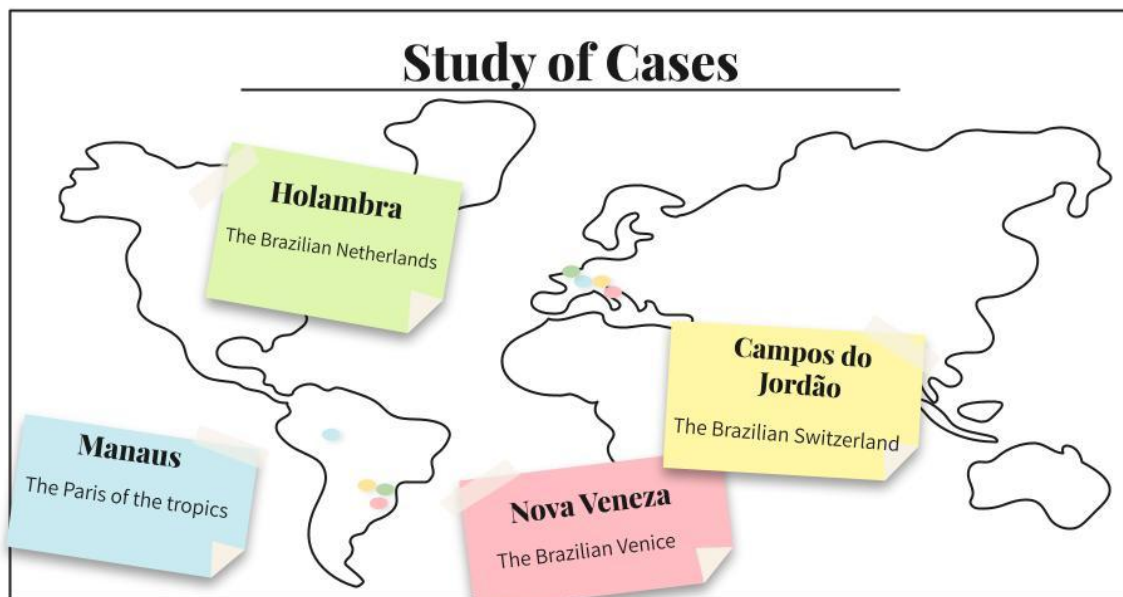 Study of Cases
Holambra
The Brazilian Netherlands
Campos do
Jordão
The Brazilian Switzerland
Manaus
The Paris of the tropics
Nova Veneza
The Brazilian Venice